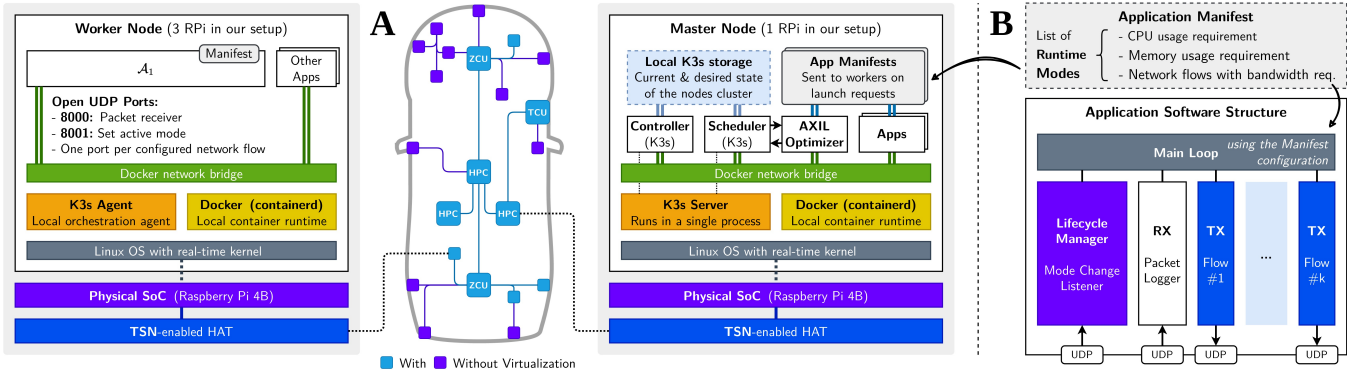 Worker Node (3 RPi in our setup)
Manifest
𝒜1
Other
Apps
Open UDP Ports:
- 8000: Packet receiver
- 8001: Set active mode
- One port per configured network flow
Docker network bridge
K3s Agent
Local orchestration agent
Docker (containerd)
Local container runtime
Linux OS with real-time kernel
Physical SoC (Raspberry Pi 4B)
TSN-enabled HAT
A
ZCU
TCU
HPC
HPC
HPC
ZCU
With
Without Virtualization
Master Node (1 RPi in our setup)
Local K3s storage
Current & desired state
of the nodes cluster
App Manifests
Sent to workers on
launch requests
Controller
(K3s)
Scheduler
(K3s)
AXIL
Optimizer
Apps
Docker network bridge
K3s Server
Runs in a single process
Docker (containerd)
Local container runtime
Linux OS with real-time kernel
Physical SoC (Raspberry Pi 4B)
TSN-enabled HAT
B
Application Manifest
List of
Runtime
Modes
- CPU usage requirement
- Memory usage requirement
- Network flows with bandwidth req.
Application Software Structure
Main Loop
using the Manifest
configuration
Lifecycle
Manager
Mode Change
Listener
RX
Packet
Logger
TX
Flow
#1
...
TX
Flow
#k
UDP
UDP
UDP
UDP